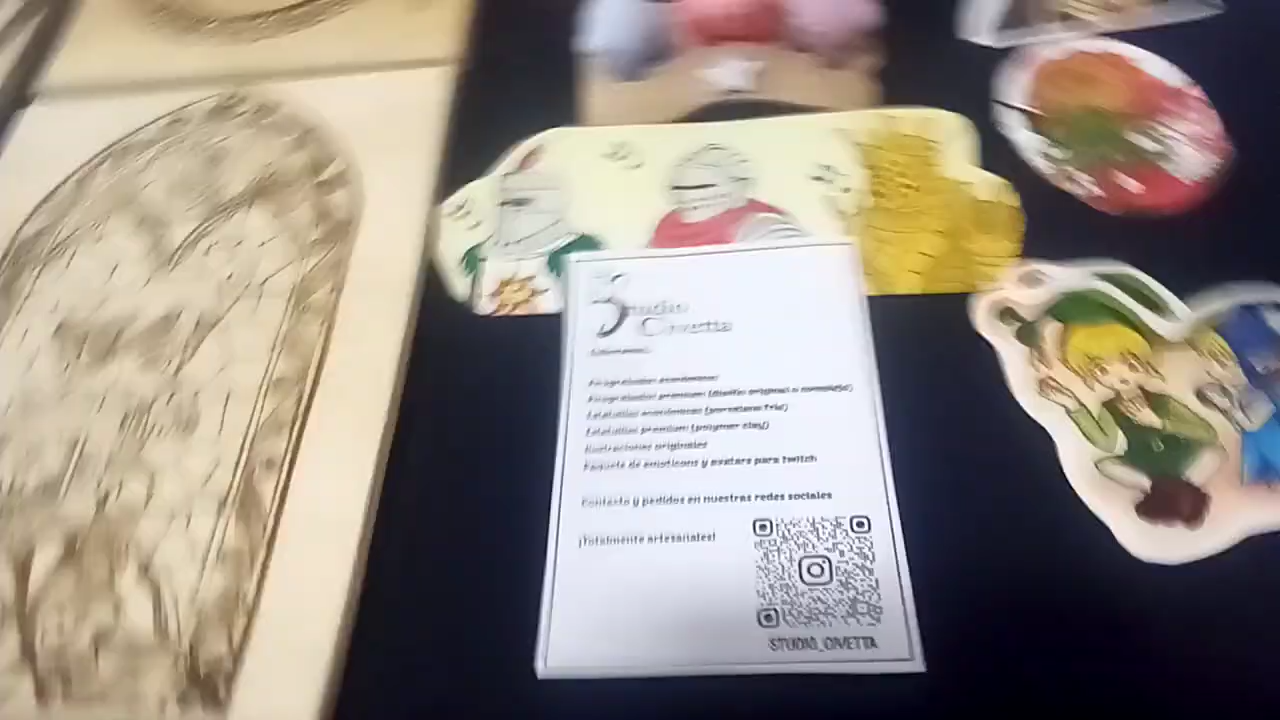 Studio
Civetta
Pirograbados económicos
Pirograbados premium (diseño original o complejo)
Estatuillas económicas (porcelana fría)
Estatuillas premium (polymer clay)
Ilustraciones originales
Paquete de emoticons y avatars para twitch
Contacto y pedidos en nuestras redes sociales
¡Totalmente artesanales!
STUDIO_CIVETTA